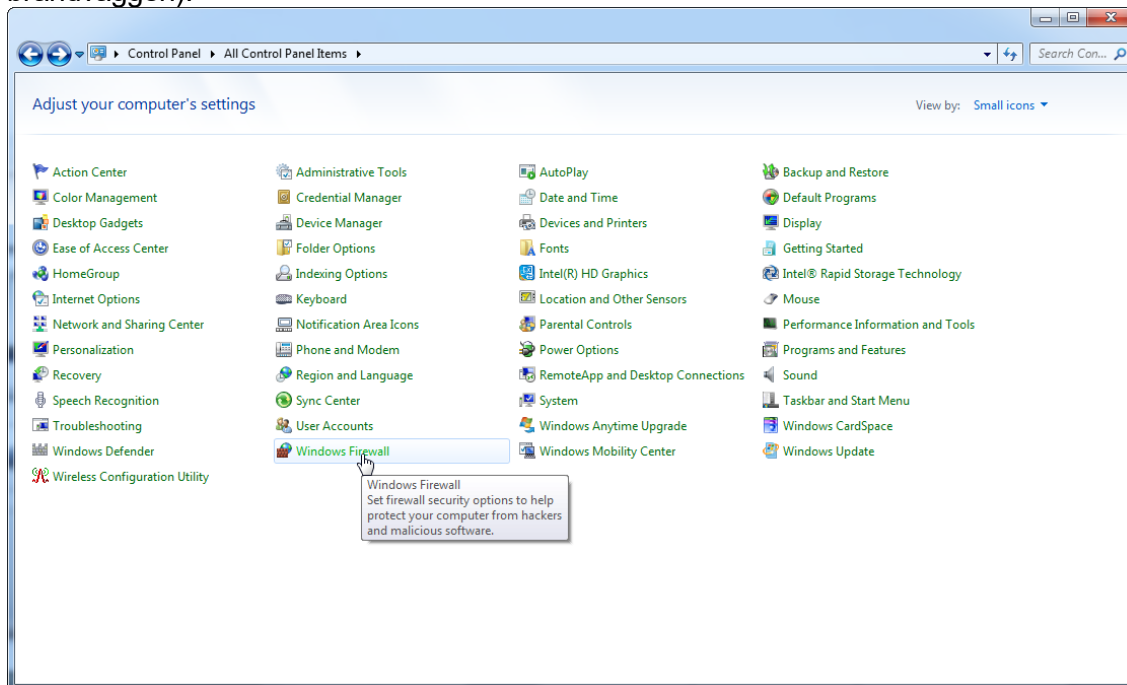 brandväggen).
Control Panel ▸ All Control Panel Items ▸
Search Con...
Adjust your computer's settings
View by: Small icons
Action Center
Administrative Tools
AutoPlay
Backup and Restore
Color Management
Credential Manager
Date and Time
Default Programs
Desktop Gadgets
Device Manager
Devices and Printers
Display
Ease of Access Center
Folder Options
Fonts
Getting Started
HomeGroup
Indexing Options
Intel(R) HD Graphics
Intel® Rapid Storage Technology
Internet Options
Keyboard
Location and Other Sensors
Mouse
Network and Sharing Center
Notification Area Icons
Parental Controls
Performance Information and Tools
Personalization
Phone and Modem
Power Options
Programs and Features
Recovery
Region and Language
RemoteApp and Desktop Connections
Sound
Speech Recognition
Sync Center
System
Taskbar and Start Menu
Troubleshooting
User Accounts
Windows Anytime Upgrade
Windows CardSpace
Windows Defender
Windows Firewall
Windows Mobility Center
Windows Update
Wireless Configuration Utility
Windows Firewall
Set firewall security options to help
protect your computer from hackers
and malicious software.